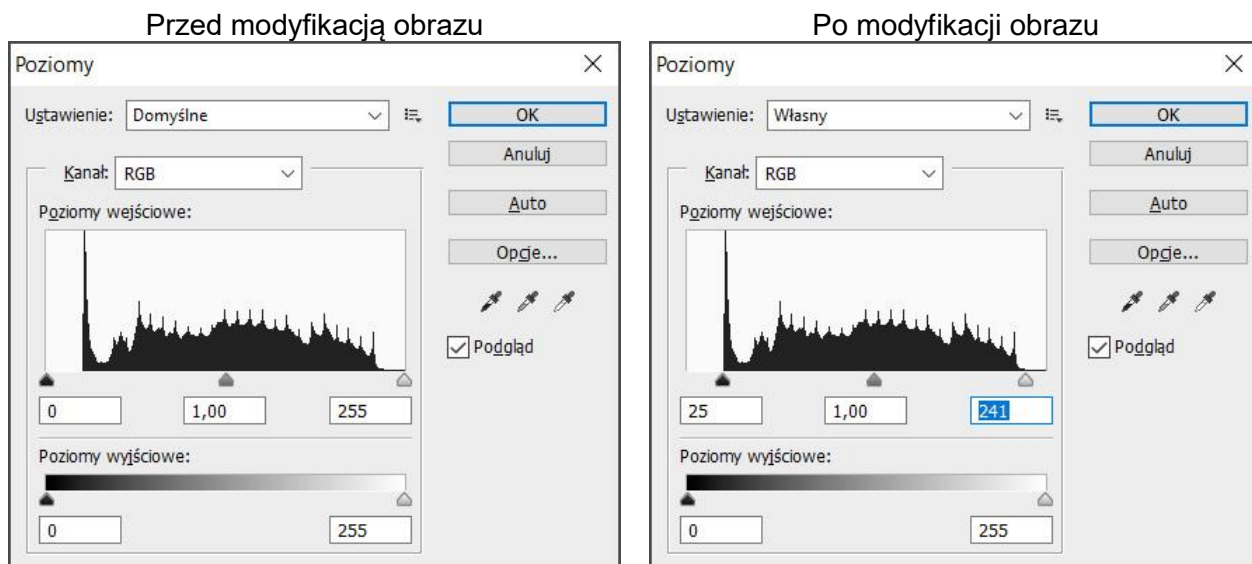 Przed modyfikacją obrazu
Poziomy
Ustawienie: Domyślne
OK
Anuluj
Kanał: RGB
Auto
Poziomy wejściowe:
Opcje...
Podgląd
0 1,00 255
Poziomy wyjściowe:
0 255
Po modyfikacji obrazu
Poziomy
Ustawienie: Własny
OK
Anuluj
Kanał: RGB
Auto
Poziomy wejściowe:
Opcje...
Podgląd
25 1,00 241
Poziomy wyjściowe:
0 255